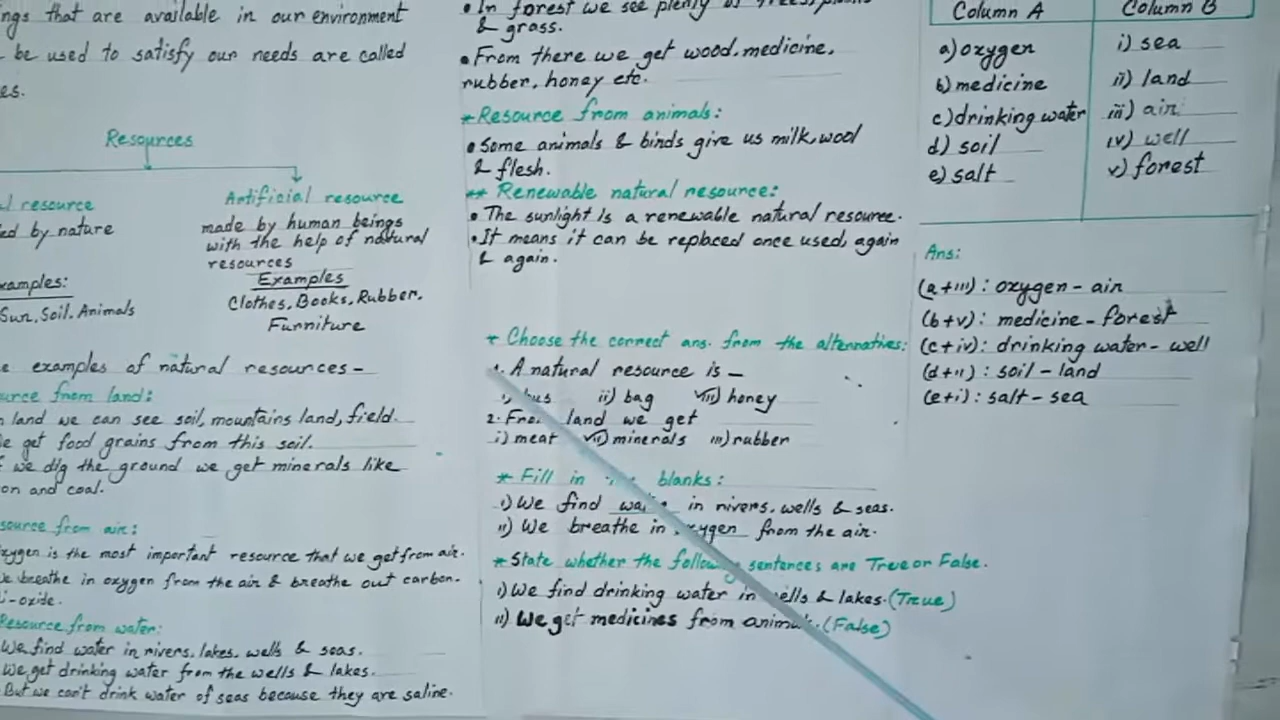 ngs that are available in our environment
be used to satisfy our needs are called
es.
Resources
al resource
ed by nature
xamples:
Sun, Soil, Animals
Artificial resource
made by human beings
with the help of natural
resources
Examples
Clothes, Books, Rubber,
Furniture
e examples of natural resources-
urce from land:
land we can see soil, mountains land, field.
e get food grains from this soil.
f we dig the ground we get minerals like
on and coal.
source from air:
xygen is the most important resource that we get from air.
e breathe in oxygen from the air & breathe out carbon-
i-oxide.
Resource from water:
We find water in rivers, lakes, wells & seas.
We get drinking water from the wells & lakes.
But we can't drink water of seas because they are saline.
• In forest we see plenty of
& grass.
• From there we get wood, medicine,
rubber, honey etc.
* Resource from animals:
• Some animals & birds give us milk, wool
& flesh.
** Renewable natural resource:
• The sunlight is a renewable natural resource.
• It means it can be replaced once used, again
& again.
* Choose the correct ans. from the alternatives:
A natural resource is —
bus ii) bag ✓iii) honey
2. From land we get
i) meat ✓ii) minerals iii) rubber
* Fill in blanks:
i) We find in rivers, wells & seas.
ii) We breathe in oxygen from the air.
* State whether the following sentences are True or False.
i) We find drinking water in wells & lakes. (True)
ii) We get medicines from animals. (False)
Column A Column B
a) oxygen i) sea
b) medicine ii) land
c) drinking water iii) air
d) soil iv) well
e) salt v) forest
Ans:
(a+iii) : oxygen - air
(b+v) : medicine - forest
(c+iv) : drinking water - well
(d+ii) : soil - land
(e+i) : salt - sea